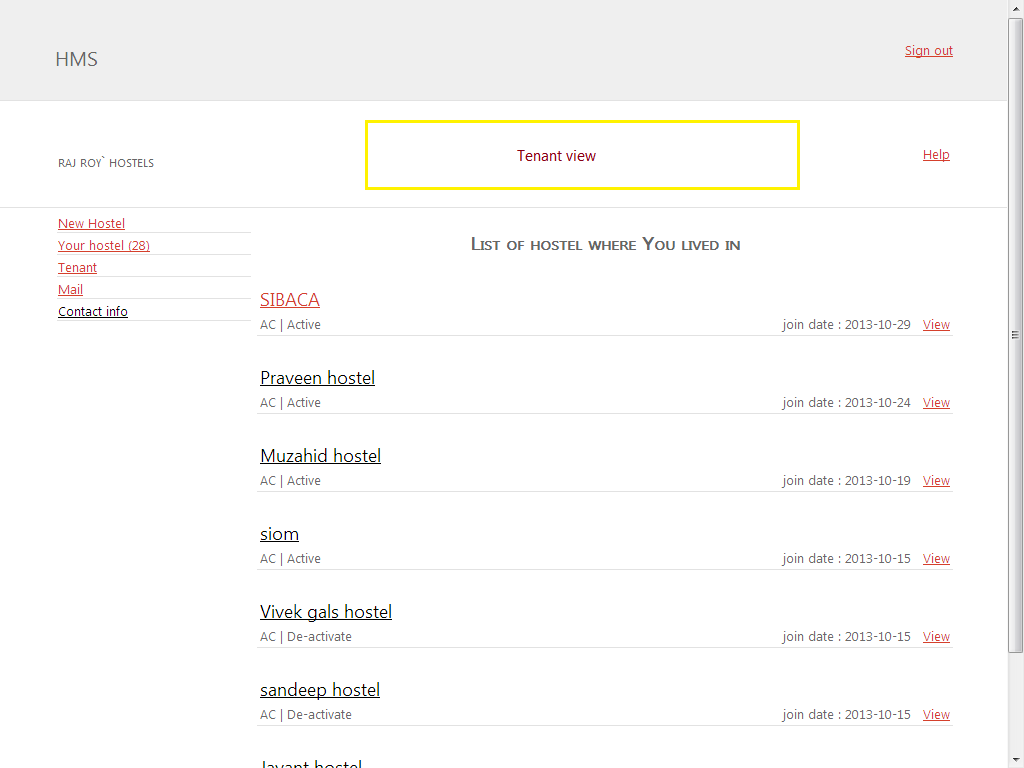 HMS
Sign out
RAJ ROY` HOSTELS
Tenant view
Help
New Hostel
Your hostel (28)
Tenant
Mail
Contact info
List of hostel where You lived in
SIBACA
AC | Active
join date : 2013-10-29 View
Praveen hostel
AC | Active
join date : 2013-10-24 View
Muzahid hostel
AC | Active
join date : 2013-10-19 View
siom
AC | Active
join date : 2013-10-15 View
Vivek gals hostel
AC | De-activate
join date : 2013-10-15 View
sandeep hostel
AC | De-activate
join date : 2013-10-15 View
Jayant hostel